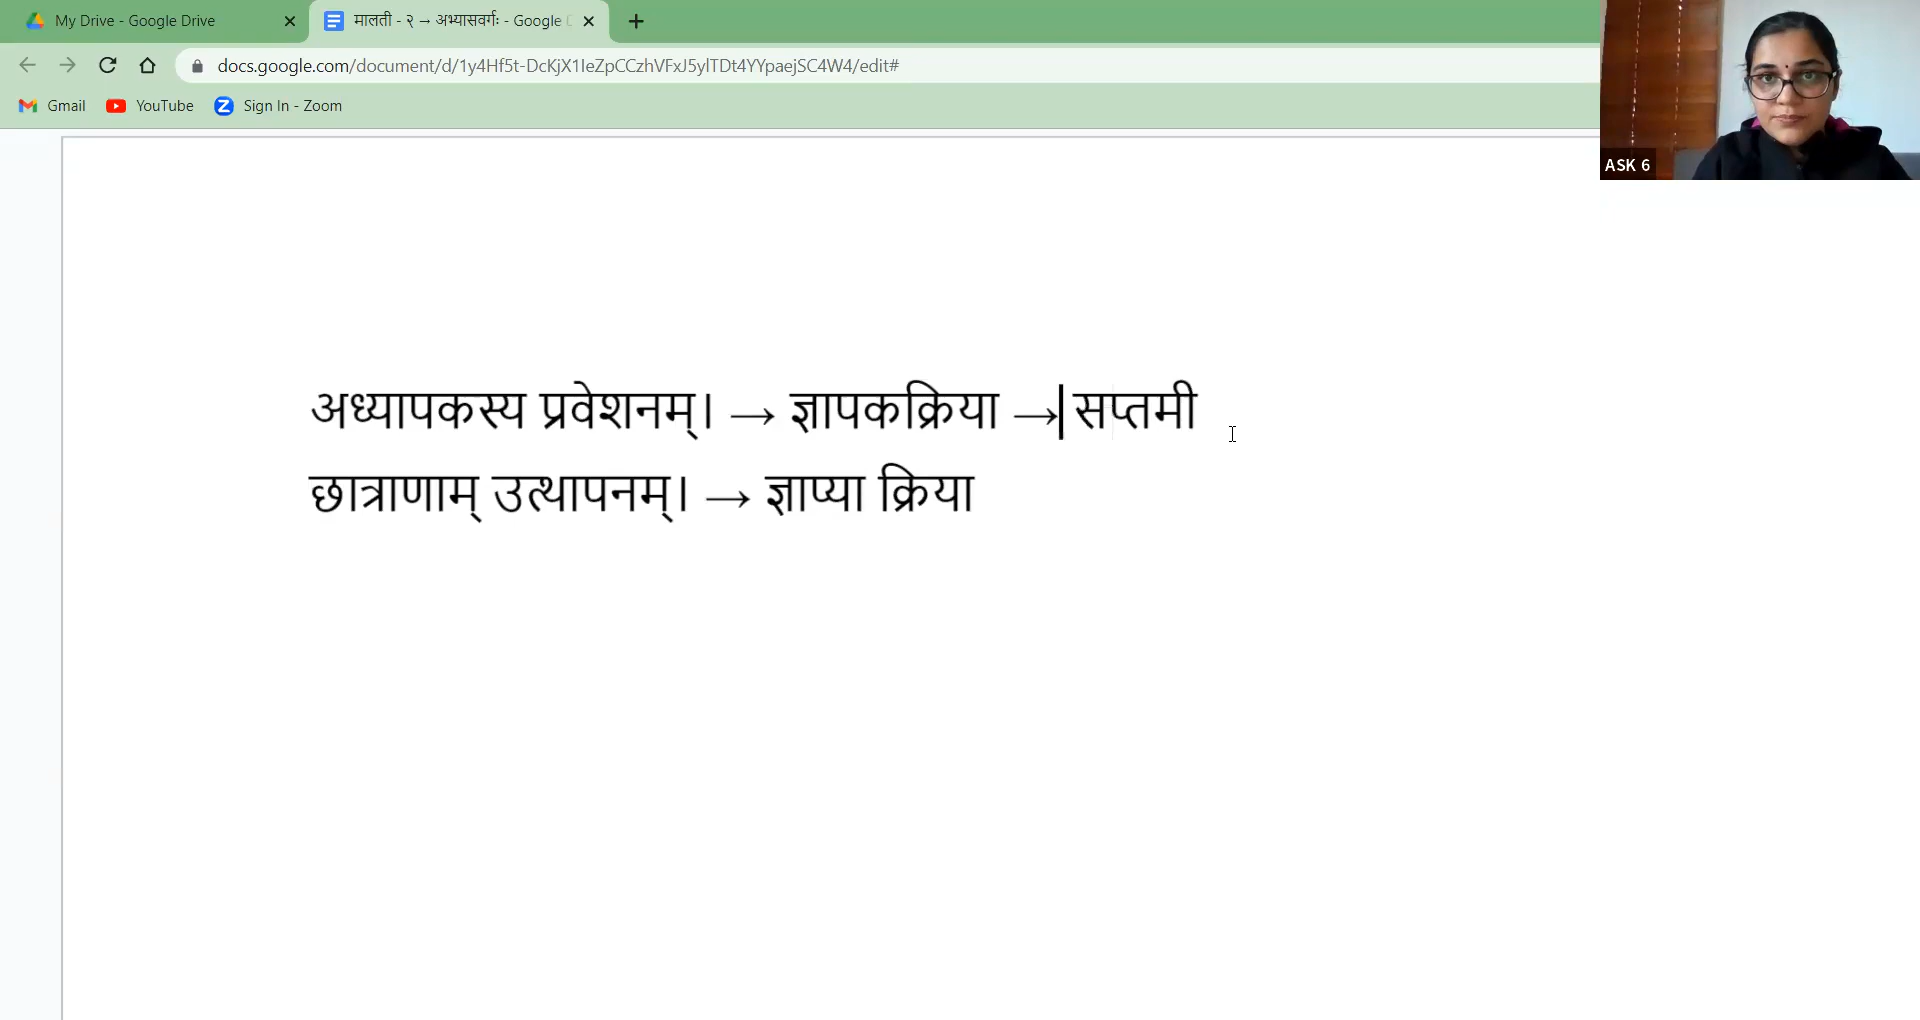 My Drive - Google Drive
मालती - २ → अभ्यासवर्गः - Google
docs.google.com/document/d/1y4Hf5t-DcKjX1IeZpCCzhVFxJ5ylTDt4YYpaejSC4W4/edit#
Gmail YouTube Sign In - Zoom
ASK 6
अध्यापकस्य प्रवेशनम्। → ज्ञापकक्रिया → सप्तमी
छात्राणाम् उत्थापनम्। → ज्ञाप्या क्रिया